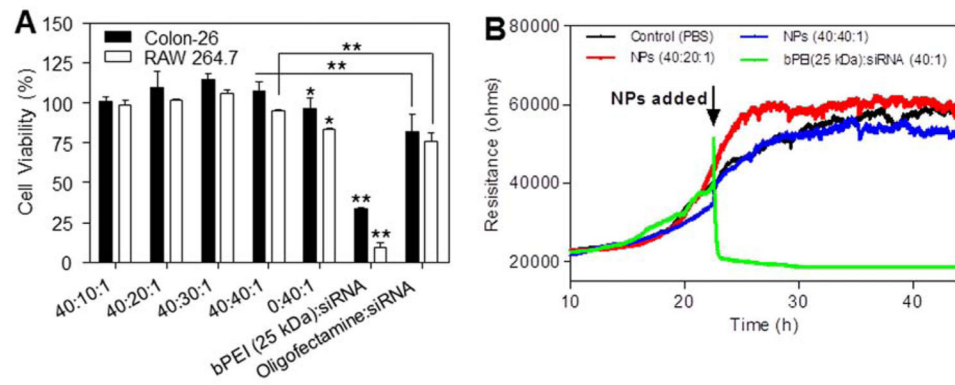 A
Cell Viability (%)
150
125
100
75
50
25
0
Colon-26
RAW 264.7
**
**
*
*
**
**
40:10:1
40:20:1
40:30:1
40:40:1
0:40:1
bPEI (25 kDa):siRNA
Oligofectamine:siRNA
B
Control (PBS)
NPs (40:20:1)
NPs (40:40:1)
bPEI(25 kDa):siRNA (40:1)
NPs added
Resisitance (ohms)
80000
60000
40000
20000
10
20
30
40
Time (h)